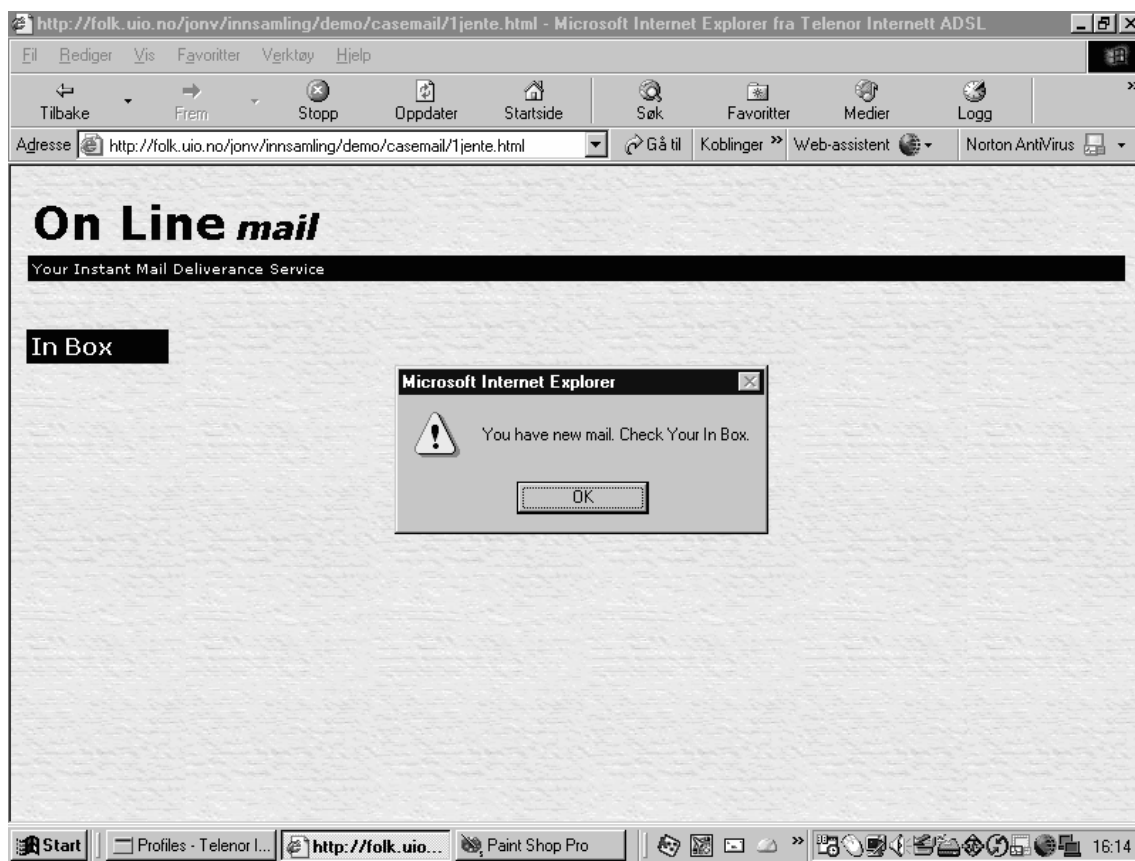 http://folk.uio.no/jonv/innsamling/demo/casemail/1jente.html - Microsoft Internet Explorer fra Telenor Internett ADSL
Fil Rediger Vis Favoritter Verktøy Hjelp
Tilbake Frem Stopp Oppdater Startside Søk Favoritter Medier Logg »
Adresse http://folk.uio.no/jonv/innsamling/demo/casemail/1jente.html Gå til Koblinger » Web-assistent Norton AntiVirus
On Line mail
Your Instant Mail Deliverance Service
In Box
Microsoft Internet Explorer
You have new mail. Check Your In Box.
OK
Start Profiles - Telenor I... http://folk.uio... Paint Shop Pro » 16:14